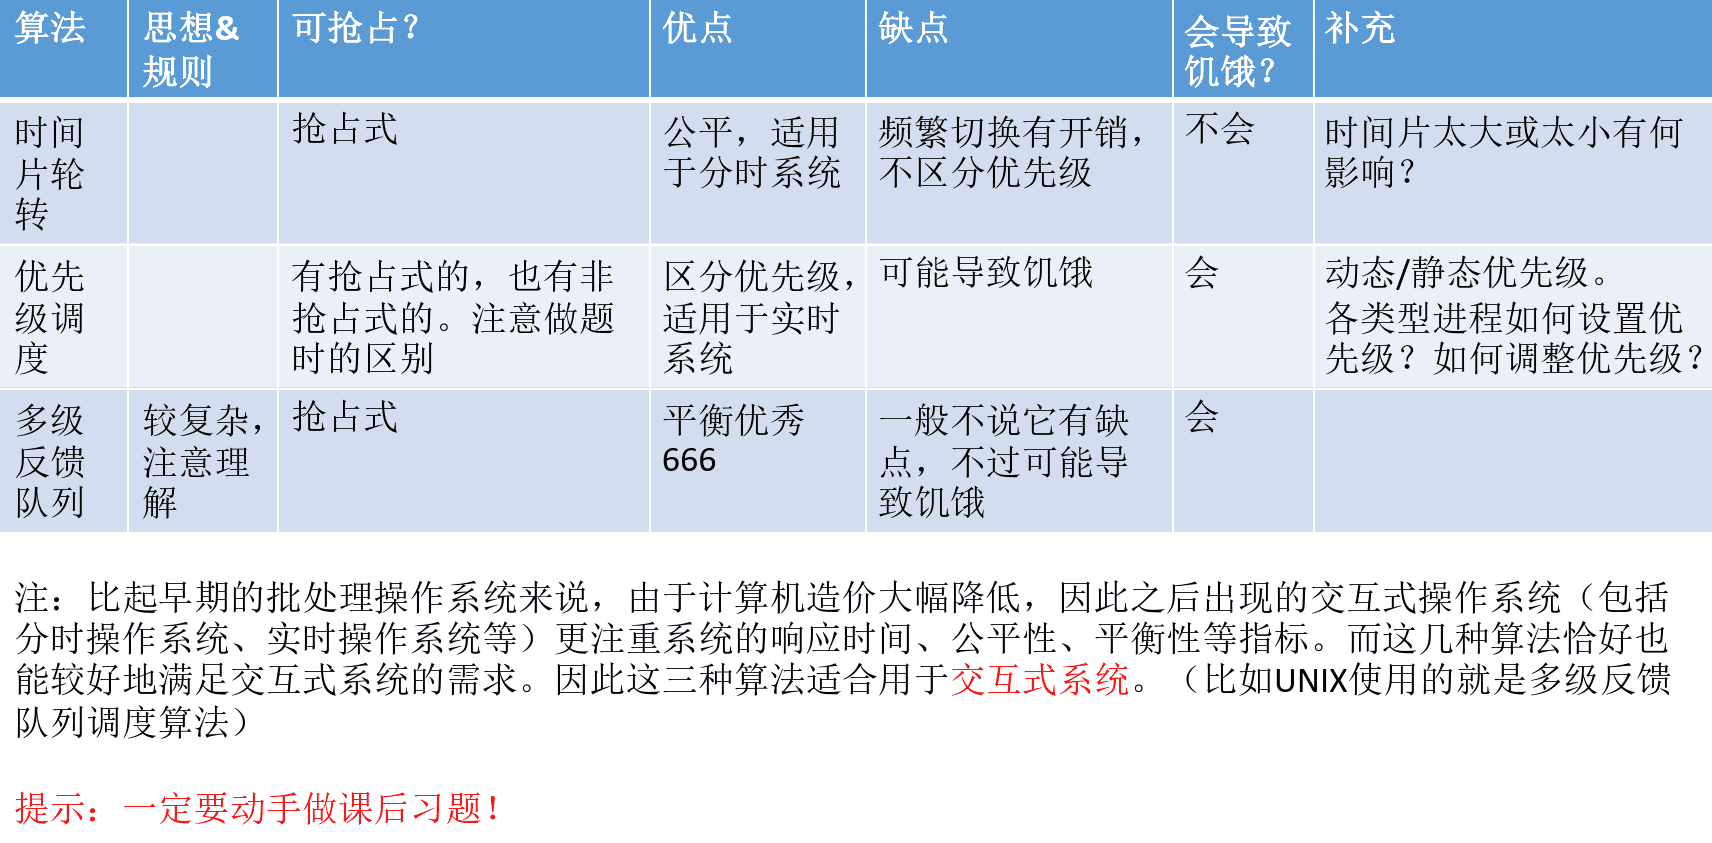 算法
思想&
规则
可抢占？
优点
缺点
会导致
饥饿？
补充
时间
片轮
转
抢占式
公平，适用
于分时系统
频繁切换有开销，
不区分优先级
不会
时间片太大或太小有何
影响？
优先
级调
度
有抢占式的，也有非
抢占式的。注意做题
时的区别
区分优先级，
适用于实时
系统
可能导致饥饿
会
动态/静态优先级。
各类型进程如何设置优
先级？如何调整优先级？
多级
反馈
队列
较复杂，
注意理
解
抢占式
平衡优秀
666
一般不说它有缺
点，不过可能导
致饥饿
会
注：比起早期的批处理操作系统来说，由于计算机造价大幅降低，因此之后出现的交互式操作系统（包括
分时操作系统、实时操作系统等）更注重系统的响应时间、公平性、平衡性等指标。而这几种算法恰好也
能较好地满足交互式系统的需求。因此这三种算法适合用于交互式系统。（比如UNIX使用的就是多级反馈
队列调度算法）
提示：一定要动手做课后习题！